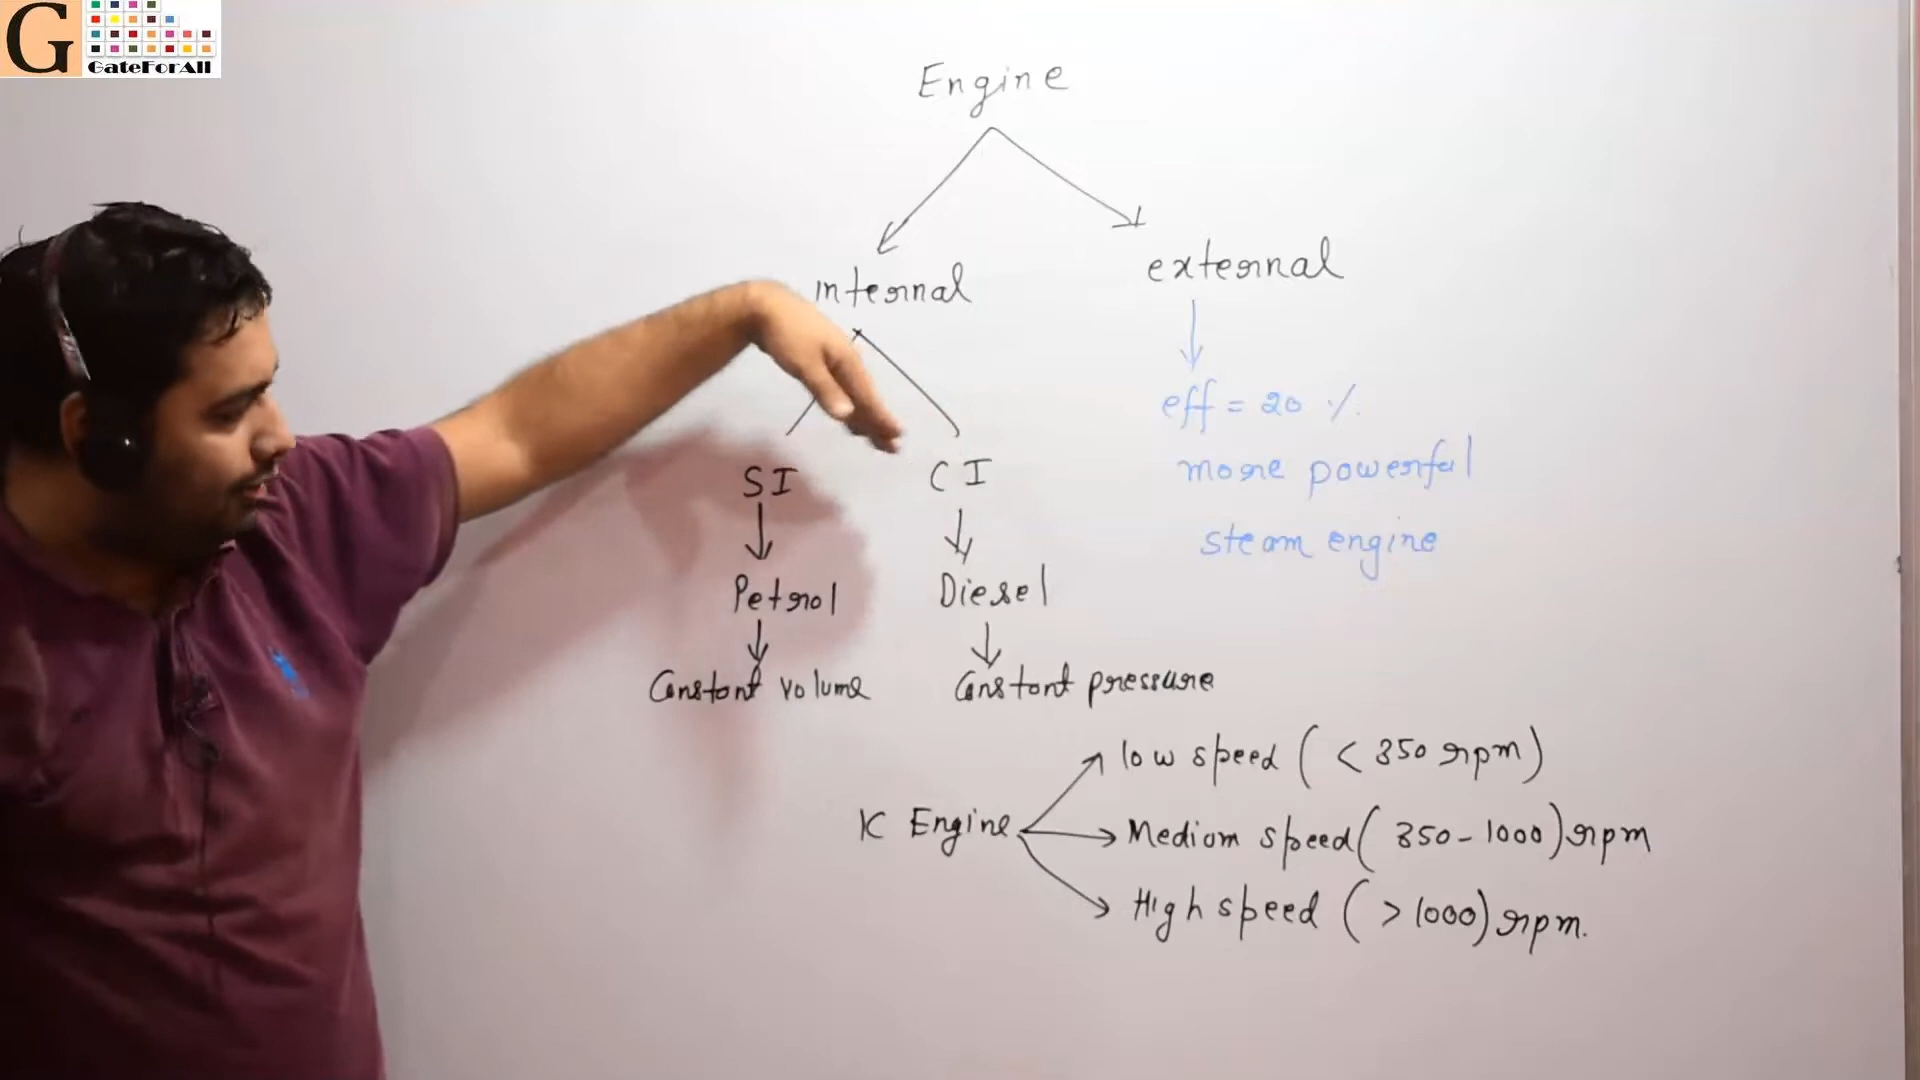 G
GateForAll
Engine
Internal
external
eff = 20 %
SI
CI
more powerful
steam engine
Petrol
Diesel
Constant volume
Constant pressure
low speed ( < 350 rpm)
IC Engine
Medium speed( 350-1000) rpm
High speed ( > 1000) rpm.